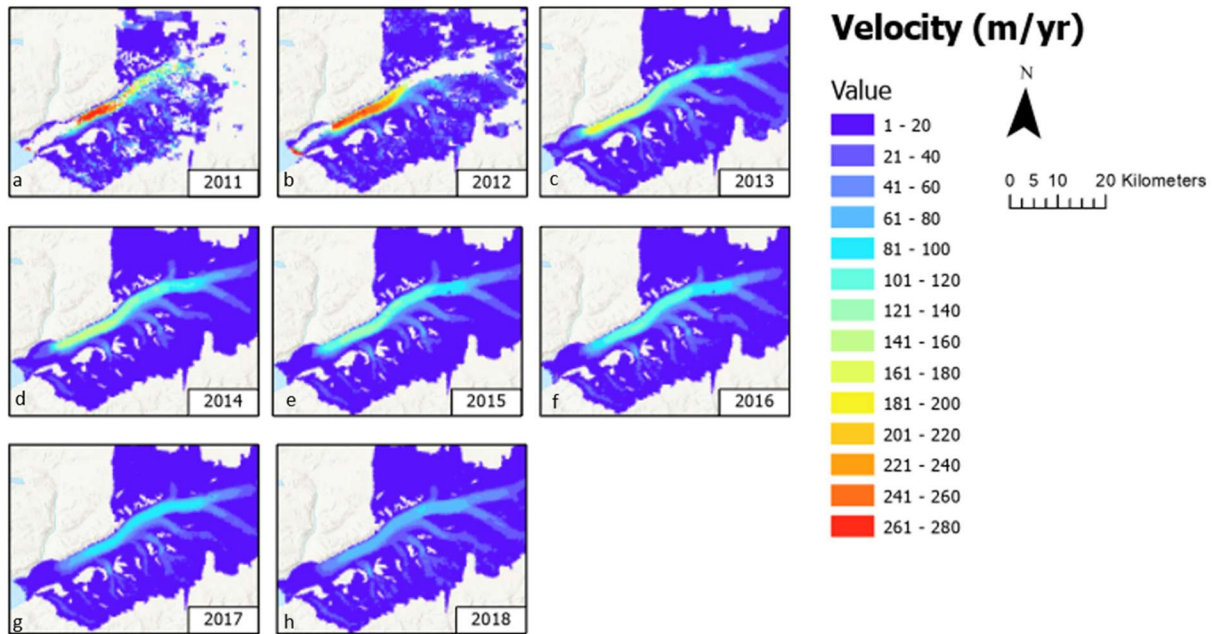 a
2011
b
2012
c
2013
d
2014
e
2015
f
2016
g
2017
h
2018
Velocity (m/yr)
Value
1 - 20
21 - 40
41 - 60
61 - 80
81 - 100
101 - 120
121 - 140
141 - 160
161 - 180
181 - 200
201 - 220
221 - 240
241 - 260
261 - 280
N
0 5 10 20 Kilometers